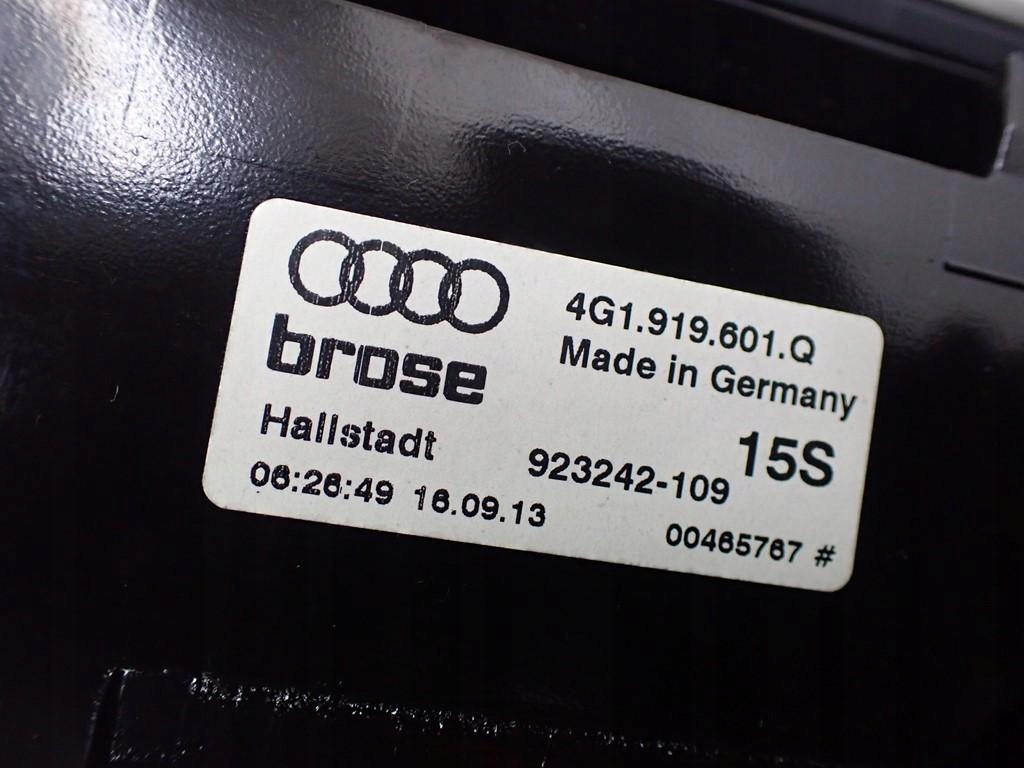 brose
4G1.919.601.Q
Made in Germany
Hallstadt
923242-109 15S
06:26:49 16.09.13
00465767 #